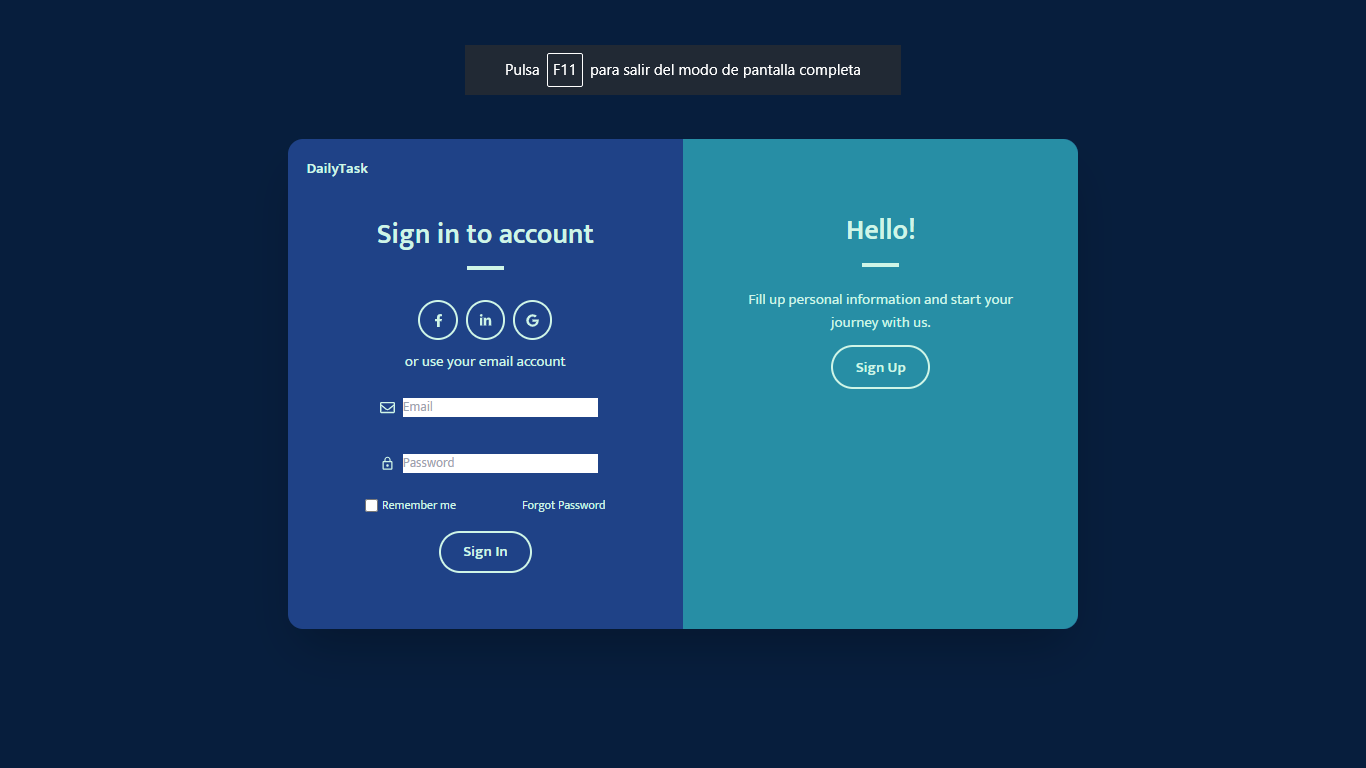 Pulsa F11 para salir del modo de pantalla completa
DailyTask
Sign in to account
f in G
or use your email account
Email
Password
Remember me Forgot Password
Sign In
Hello!
Fill up personal information and start your
journey with us.
Sign Up